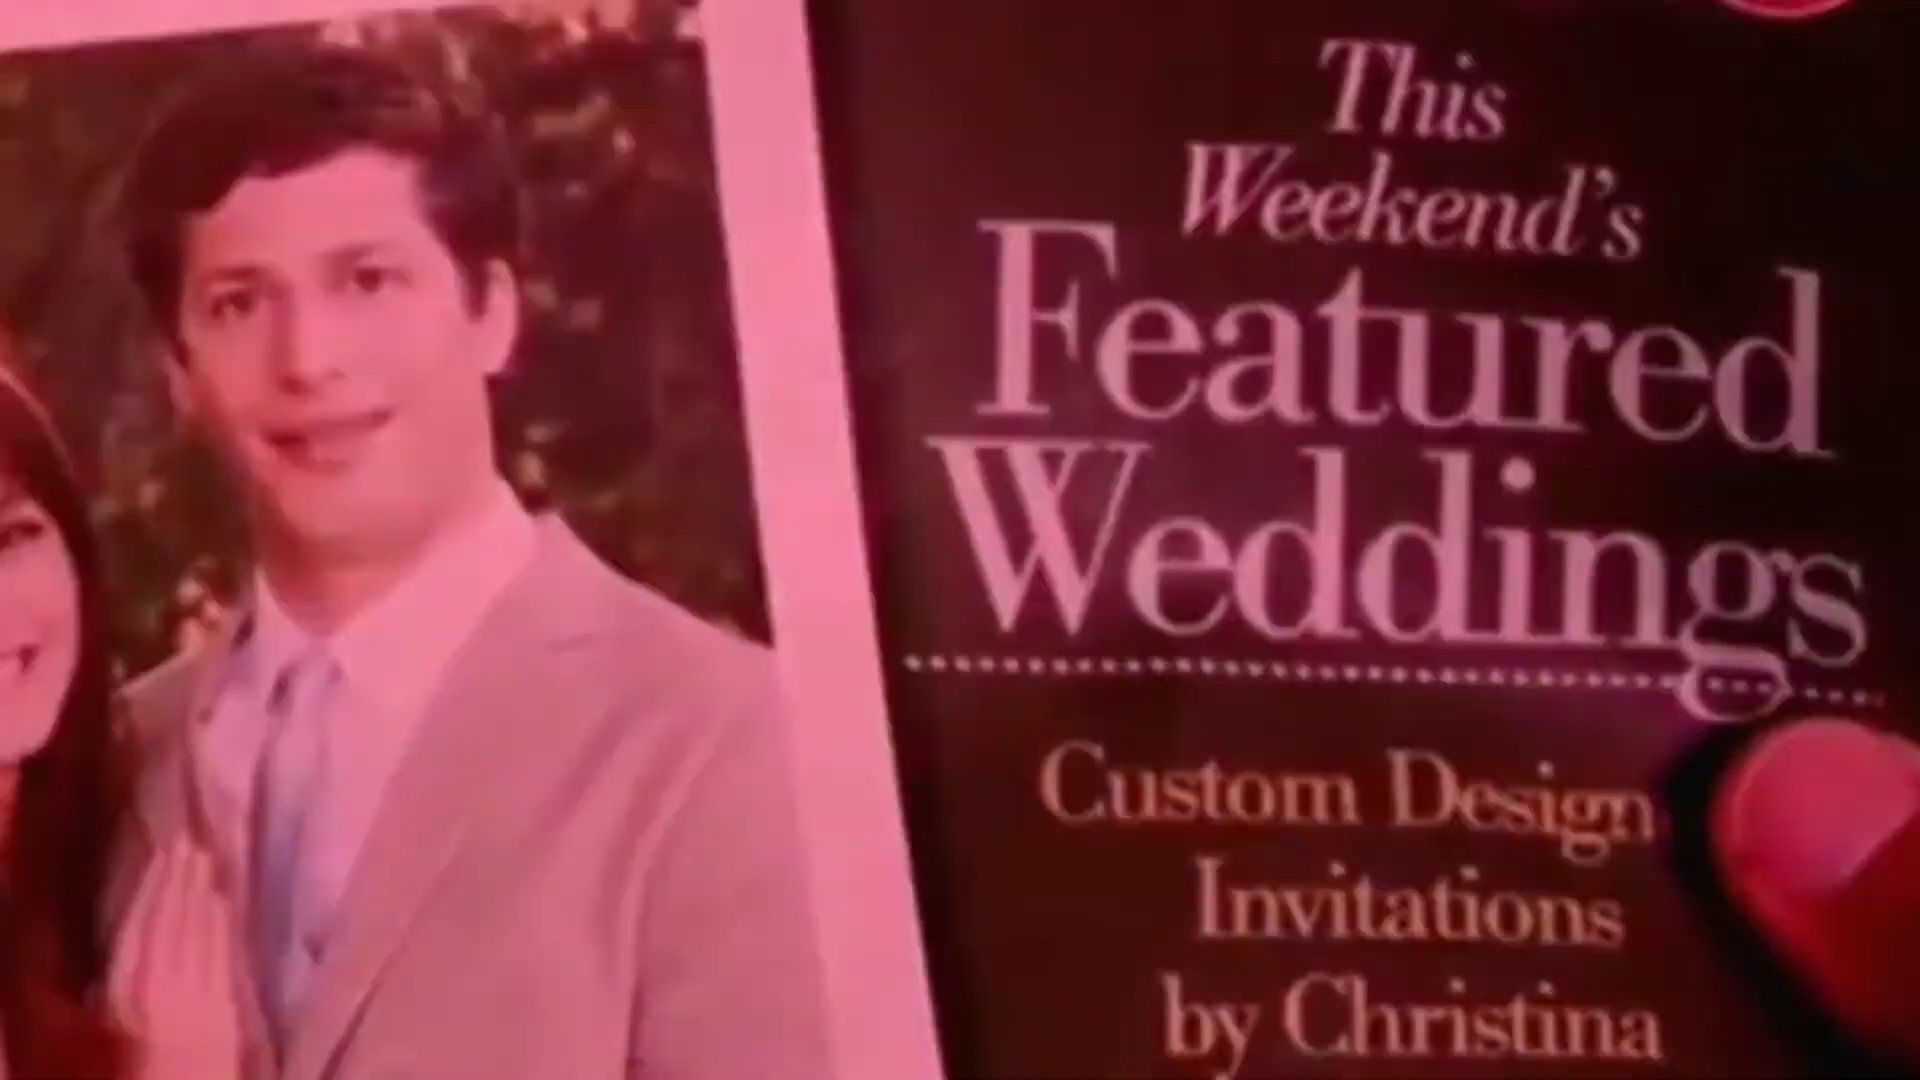 This
Weekend's
Featured
Weddings
Custom Design
Invitations
by Christina